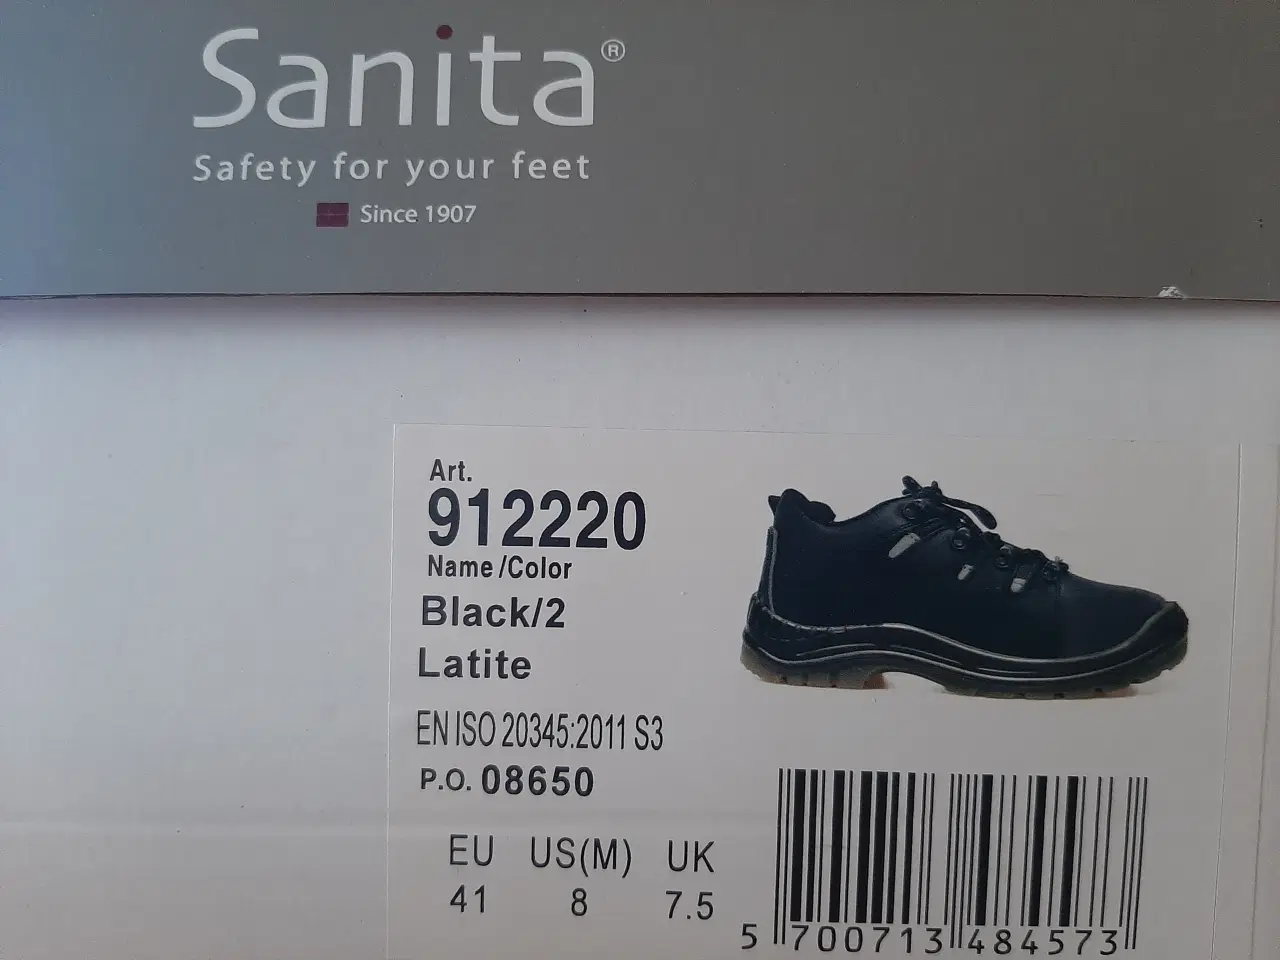 Sanita®
Safety for your feet
Since 1907
Art.
912220
Name/Color
Black/2
Latite
EN ISO 20345:2011 S3
P.O. 08650
EU US(M) UK
41 8 7.5
5 700713 484573